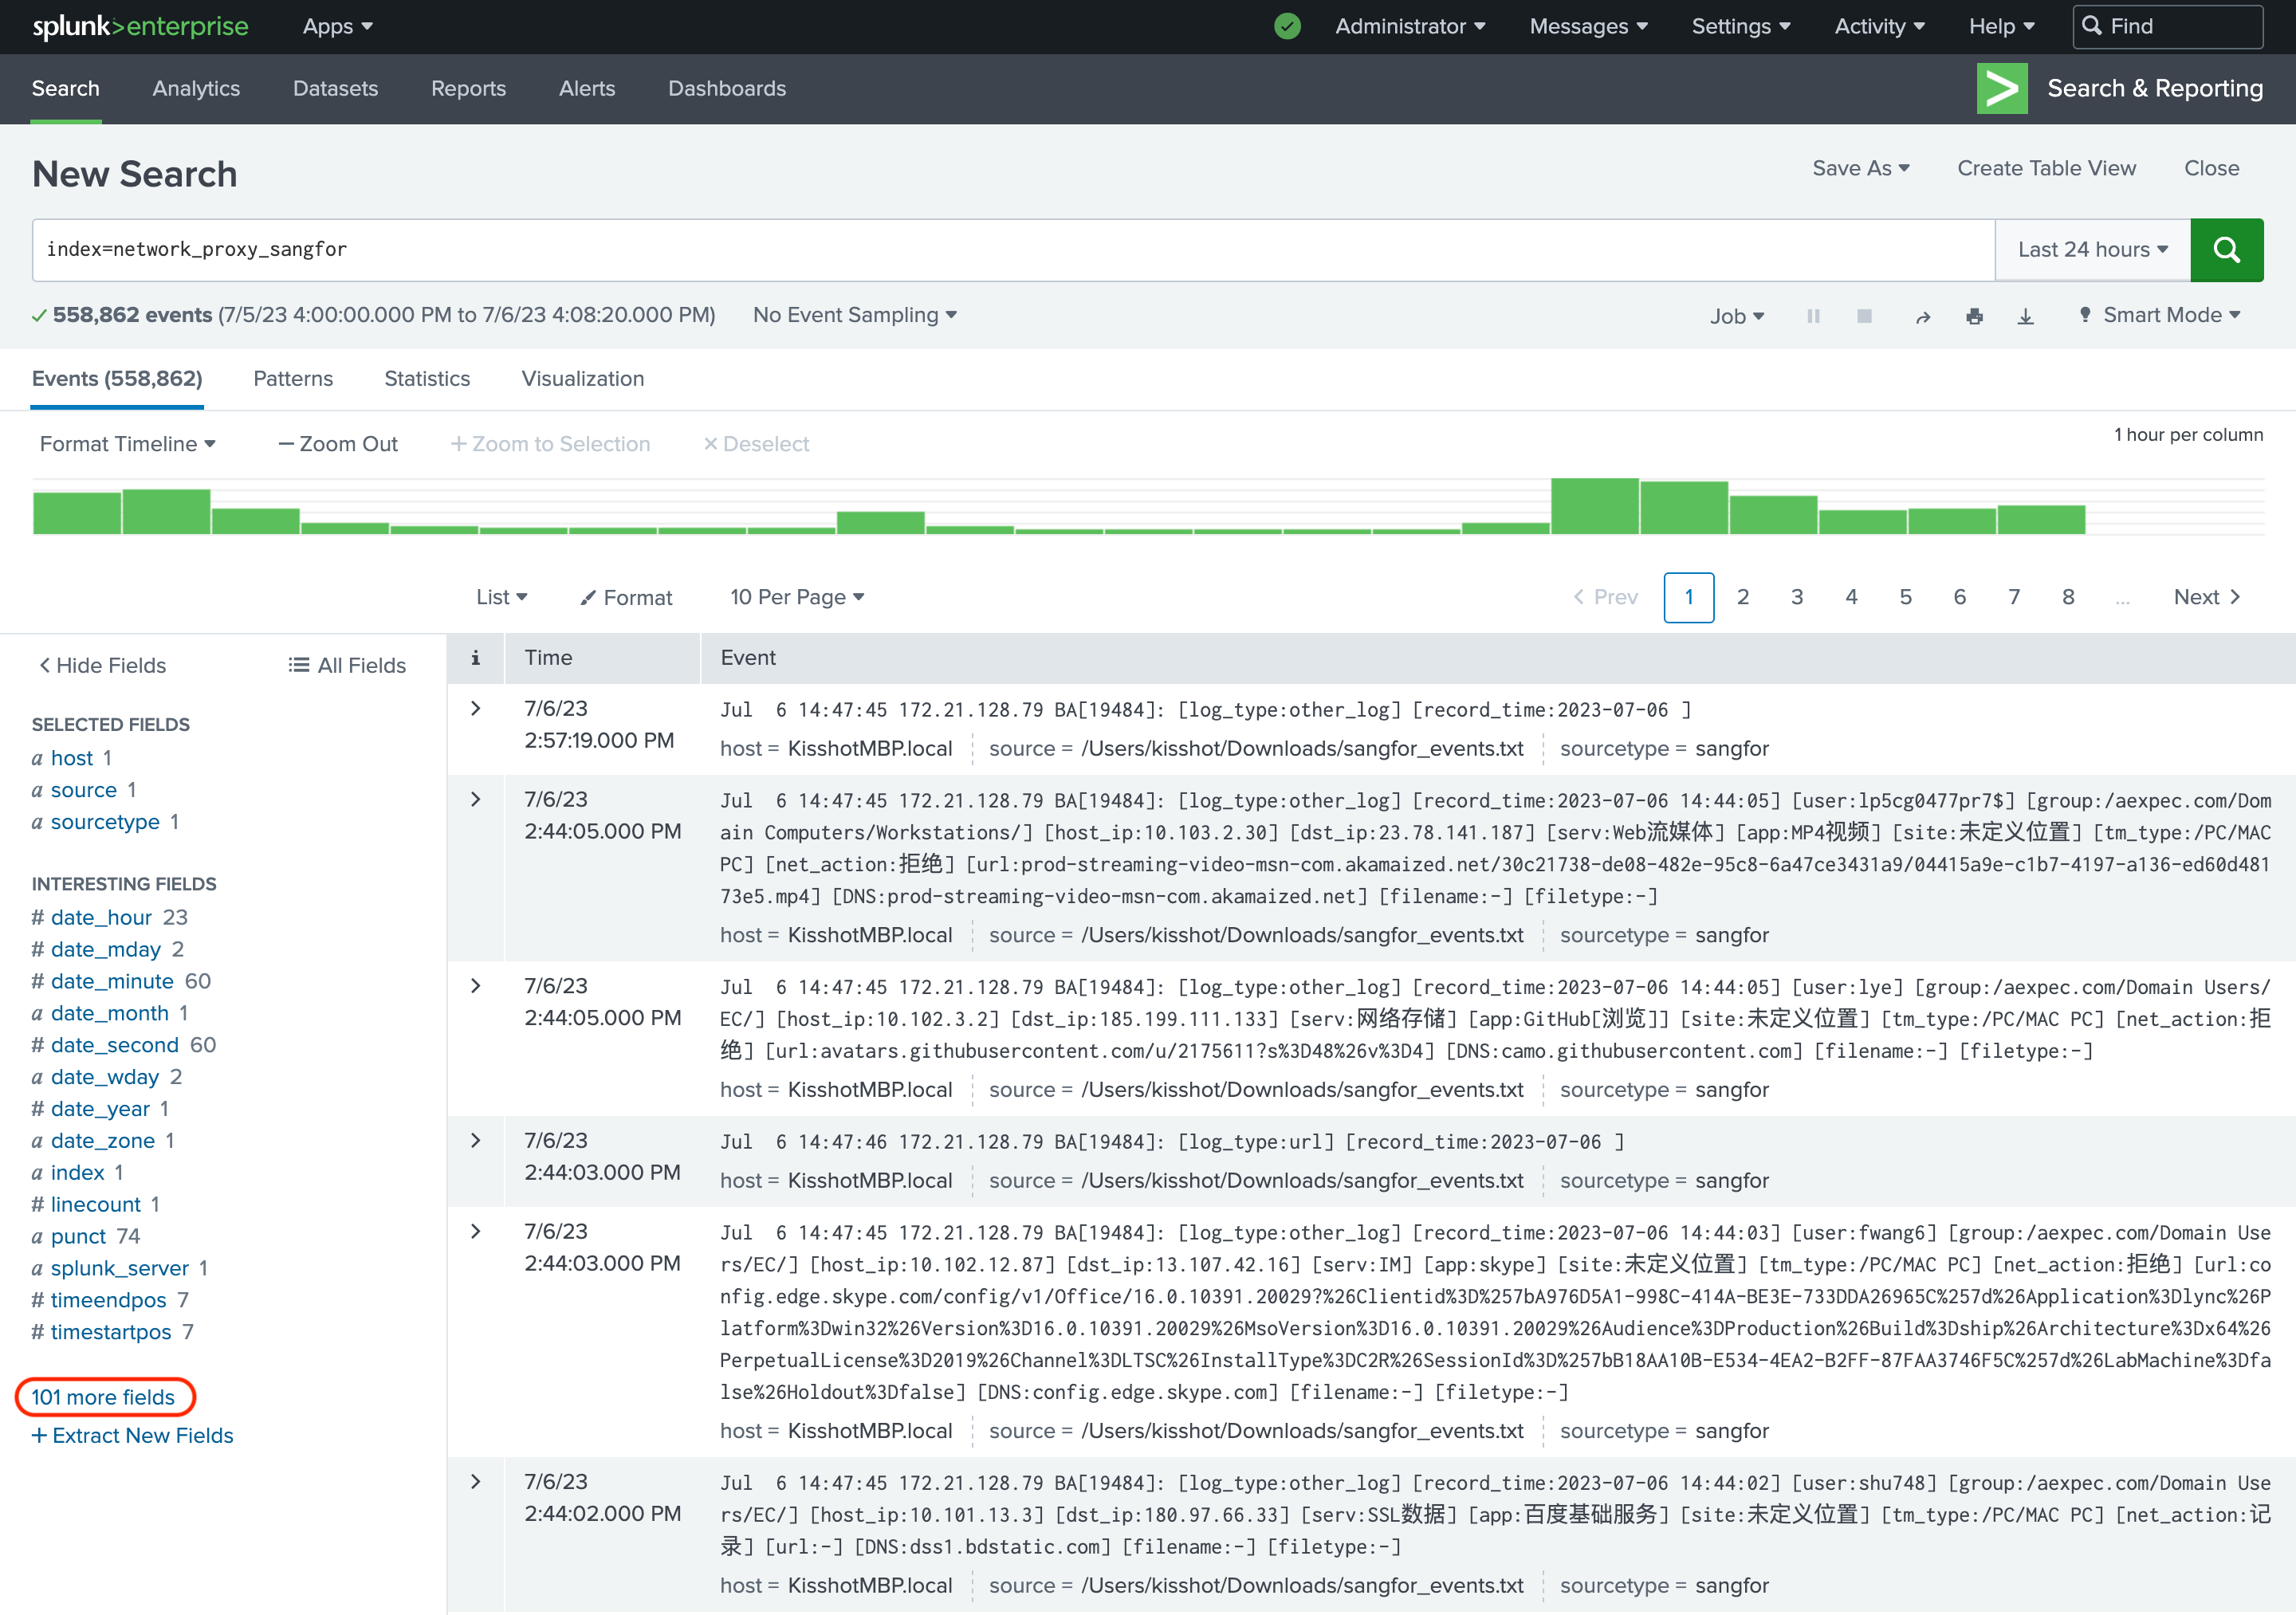 splunk>enterprise Apps Administrator Messages Settings Activity Help Find
Search Analytics Datasets Reports Alerts Dashboards Search & Reporting
New Search Save As Create Table View Close
index=network_proxy_sangfor Last 24 hours
558,862 events (7/5/23 4:00:00.000 PM to 7/6/23 4:08:20.000 PM) No Event Sampling Job Smart Mode
Events (558,862) Patterns Statistics Visualization
Format Timeline — Zoom Out + Zoom to Selection × Deselect 1 hour per column
List Format 10 Per Page < Prev 1 2 3 4 5 6 7 8 ... Next >
< Hide Fields All Fields
SELECTED FIELDS
a host 1
a source 1
a sourcetype 1
INTERESTING FIELDS
# date_hour 23
# date_mday 2
# date_minute 60
a date_month 1
# date_second 60
a date_wday 2
# date_year 1
a date_zone 1
a index 1
# linecount 1
a punct 74
a splunk_server 1
# timeendpos 7
# timestartpos 7
101 more fields
+ Extract New Fields
i Time Event
7/6/23
2:57:19.000 PM
Jul  6 14:47:45 172.21.128.79 BA[19484]: [log_type:other_log] [record_time:2023-07-06 ]
host = KisshotMBP.local source = /Users/kisshot/Downloads/sangfor_events.txt sourcetype = sangfor
7/6/23
2:44:05.000 PM
Jul  6 14:47:45 172.21.128.79 BA[19484]: [log_type:other_log] [record_time:2023-07-06 14:44:05] [user:lp5cg0477pr7$] [group:/aexpec.com/Dom
ain Computers/Workstations/] [host_ip:10.103.2.30] [dst_ip:23.78.141.187] [serv:Web流媒体] [app:MP4视频] [site:未定义位置] [tm_type:/PC/MAC
PC] [net_action:拒绝] [url:prod-streaming-video-msn-com.akamaized.net/30c21738-de08-482e-95c8-6a47ce3431a9/04415a9e-c1b7-4197-a136-ed60d481
73e5.mp4] [DNS:prod-streaming-video-msn-com.akamaized.net] [filename:-] [filetype:-]
host = KisshotMBP.local source = /Users/kisshot/Downloads/sangfor_events.txt sourcetype = sangfor
7/6/23
2:44:05.000 PM
Jul  6 14:47:45 172.21.128.79 BA[19484]: [log_type:other_log] [record_time:2023-07-06 14:44:05] [user:lye] [group:/aexpec.com/Domain Users/
EC/] [host_ip:10.102.3.2] [dst_ip:185.199.111.133] [serv:网络存储] [app:GitHub[浏览]] [site:未定义位置] [tm_type:/PC/MAC PC] [net_action:拒
绝] [url:avatars.githubusercontent.com/u/2175611?s%3D48%26v%3D4] [DNS:camo.githubusercontent.com] [filename:-] [filetype:-]
host = KisshotMBP.local source = /Users/kisshot/Downloads/sangfor_events.txt sourcetype = sangfor
7/6/23
2:44:03.000 PM
Jul  6 14:47:46 172.21.128.79 BA[19484]: [log_type:url] [record_time:2023-07-06 ]
host = KisshotMBP.local source = /Users/kisshot/Downloads/sangfor_events.txt sourcetype = sangfor
7/6/23
2:44:03.000 PM
Jul  6 14:47:45 172.21.128.79 BA[19484]: [log_type:other_log] [record_time:2023-07-06 14:44:03] [user:fwang6] [group:/aexpec.com/Domain Use
rs/EC/] [host_ip:10.102.12.87] [dst_ip:13.107.42.16] [serv:IM] [app:skype] [site:未定义位置] [tm_type:/PC/MAC PC] [net_action:拒绝] [url:co
nfig.edge.skype.com/config/v1/Office/16.0.10391.20029?%26Clientid%3D%257bA976D5A1-998C-414A-BE3E-733DDA26965C%257d%26Application%3Dlync%26P
latform%3Dwin32%26Version%3D16.0.10391.20029%26MsoVersion%3D16.0.10391.20029%26Audience%3DProduction%26Build%3Dship%26Architecture%3Dx64%26
PerpetualLicense%3D2019%26Channel%3DLTSC%26InstallType%3DC2R%26SessionId%3D%257bB18AA10B-E534-4EA2-B2FF-87FAA3746F5C%257d%26LabMachine%3Dfa
lse%26Holdout%3Dfalse] [DNS:config.edge.skype.com] [filename:-] [filetype:-]
host = KisshotMBP.local source = /Users/kisshot/Downloads/sangfor_events.txt sourcetype = sangfor
7/6/23
2:44:02.000 PM
Jul  6 14:47:45 172.21.128.79 BA[19484]: [log_type:other_log] [record_time:2023-07-06 14:44:02] [user:shu748] [group:/aexpec.com/Domain Use
rs/EC/] [host_ip:10.101.13.3] [dst_ip:180.97.66.33] [serv:SSL数据] [app:百度基础服务] [site:未定义位置] [tm_type:/PC/MAC PC] [net_action:记
录] [url:-] [DNS:dss1.bdstatic.com] [filename:-] [filetype:-]
host = KisshotMBP.local source = /Users/kisshot/Downloads/sangfor_events.txt sourcetype = sangfor